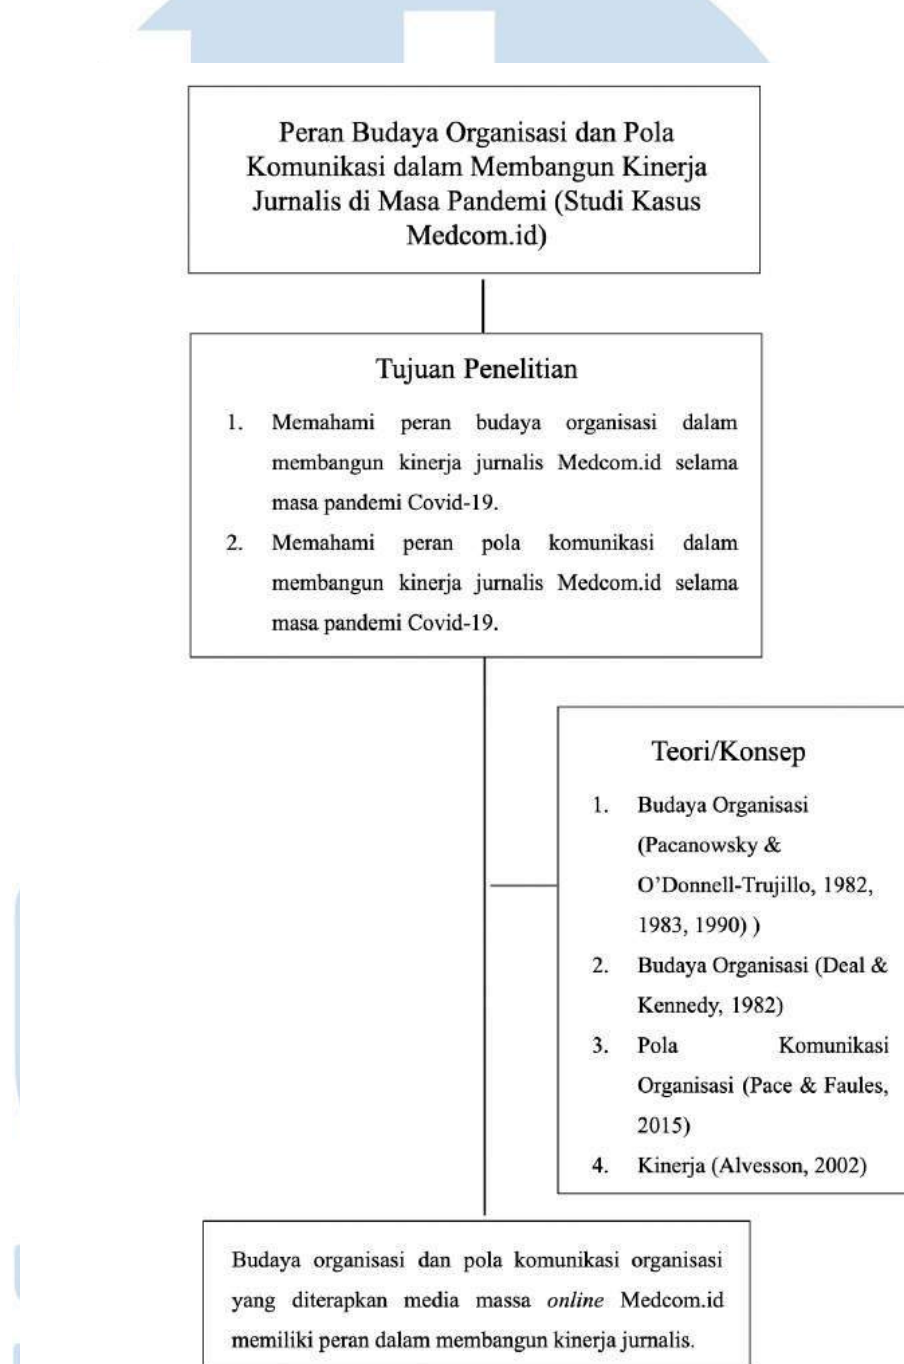 Peran Budaya Organisasi dan Pola
Komunikasi dalam Membangun Kinerja
Jurnalis di Masa Pandemi (Studi Kasus
Medcom.id)
Tujuan Penelitian
1. Memahami peran budaya organisasi dalam
membangun kinerja jurnalis Medcom.id selama
masa pandemi Covid-19.
2. Memahami peran pola komunikasi dalam
membangun kinerja jurnalis Medcom.id selama
masa pandemi Covid-19.
Teori/Konsep
1. Budaya Organisasi
(Pacanowsky &
O’Donnell-Trujillo, 1982,
1983, 1990) )
2. Budaya Organisasi (Deal &
Kennedy, 1982)
3. Pola Komunikasi
Organisasi (Pace & Faules,
2015)
4. Kinerja (Alvesson, 2002)
Budaya organisasi dan pola komunikasi organisasi
yang diterapkan media massa online Medcom.id
memiliki peran dalam membangun kinerja jurnalis.